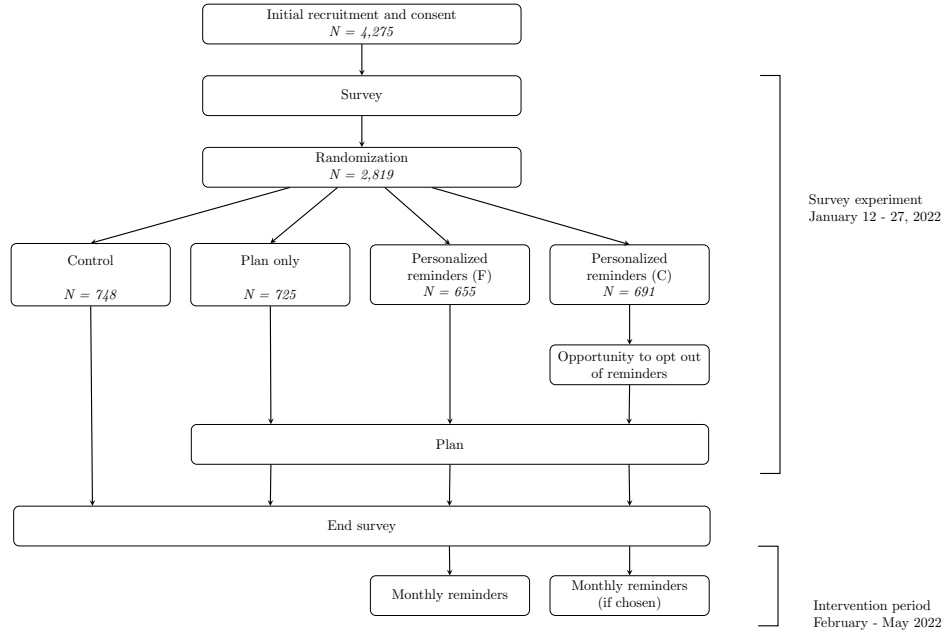 Initial recruitment and consent
N = 4,275
Survey
Randomization
N = 2,819
Survey experiment
January 12 - 27, 2022
Control
N = 748
Plan only
N = 725
Personalized
reminders (F)
N = 655
Personalized
reminders (C)
N = 691
Opportunity to opt out
of reminders
Plan
End survey
Monthly reminders
Monthly reminders
(if chosen)
Intervention period
February - May 2022